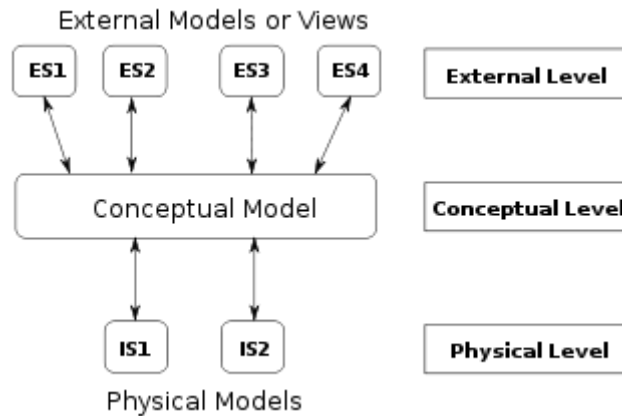 External Models or Views
ES1 ES2 ES3 ES4 External Level
Conceptual Model Conceptual Level
IS1 IS2 Physical Level
Physical Models